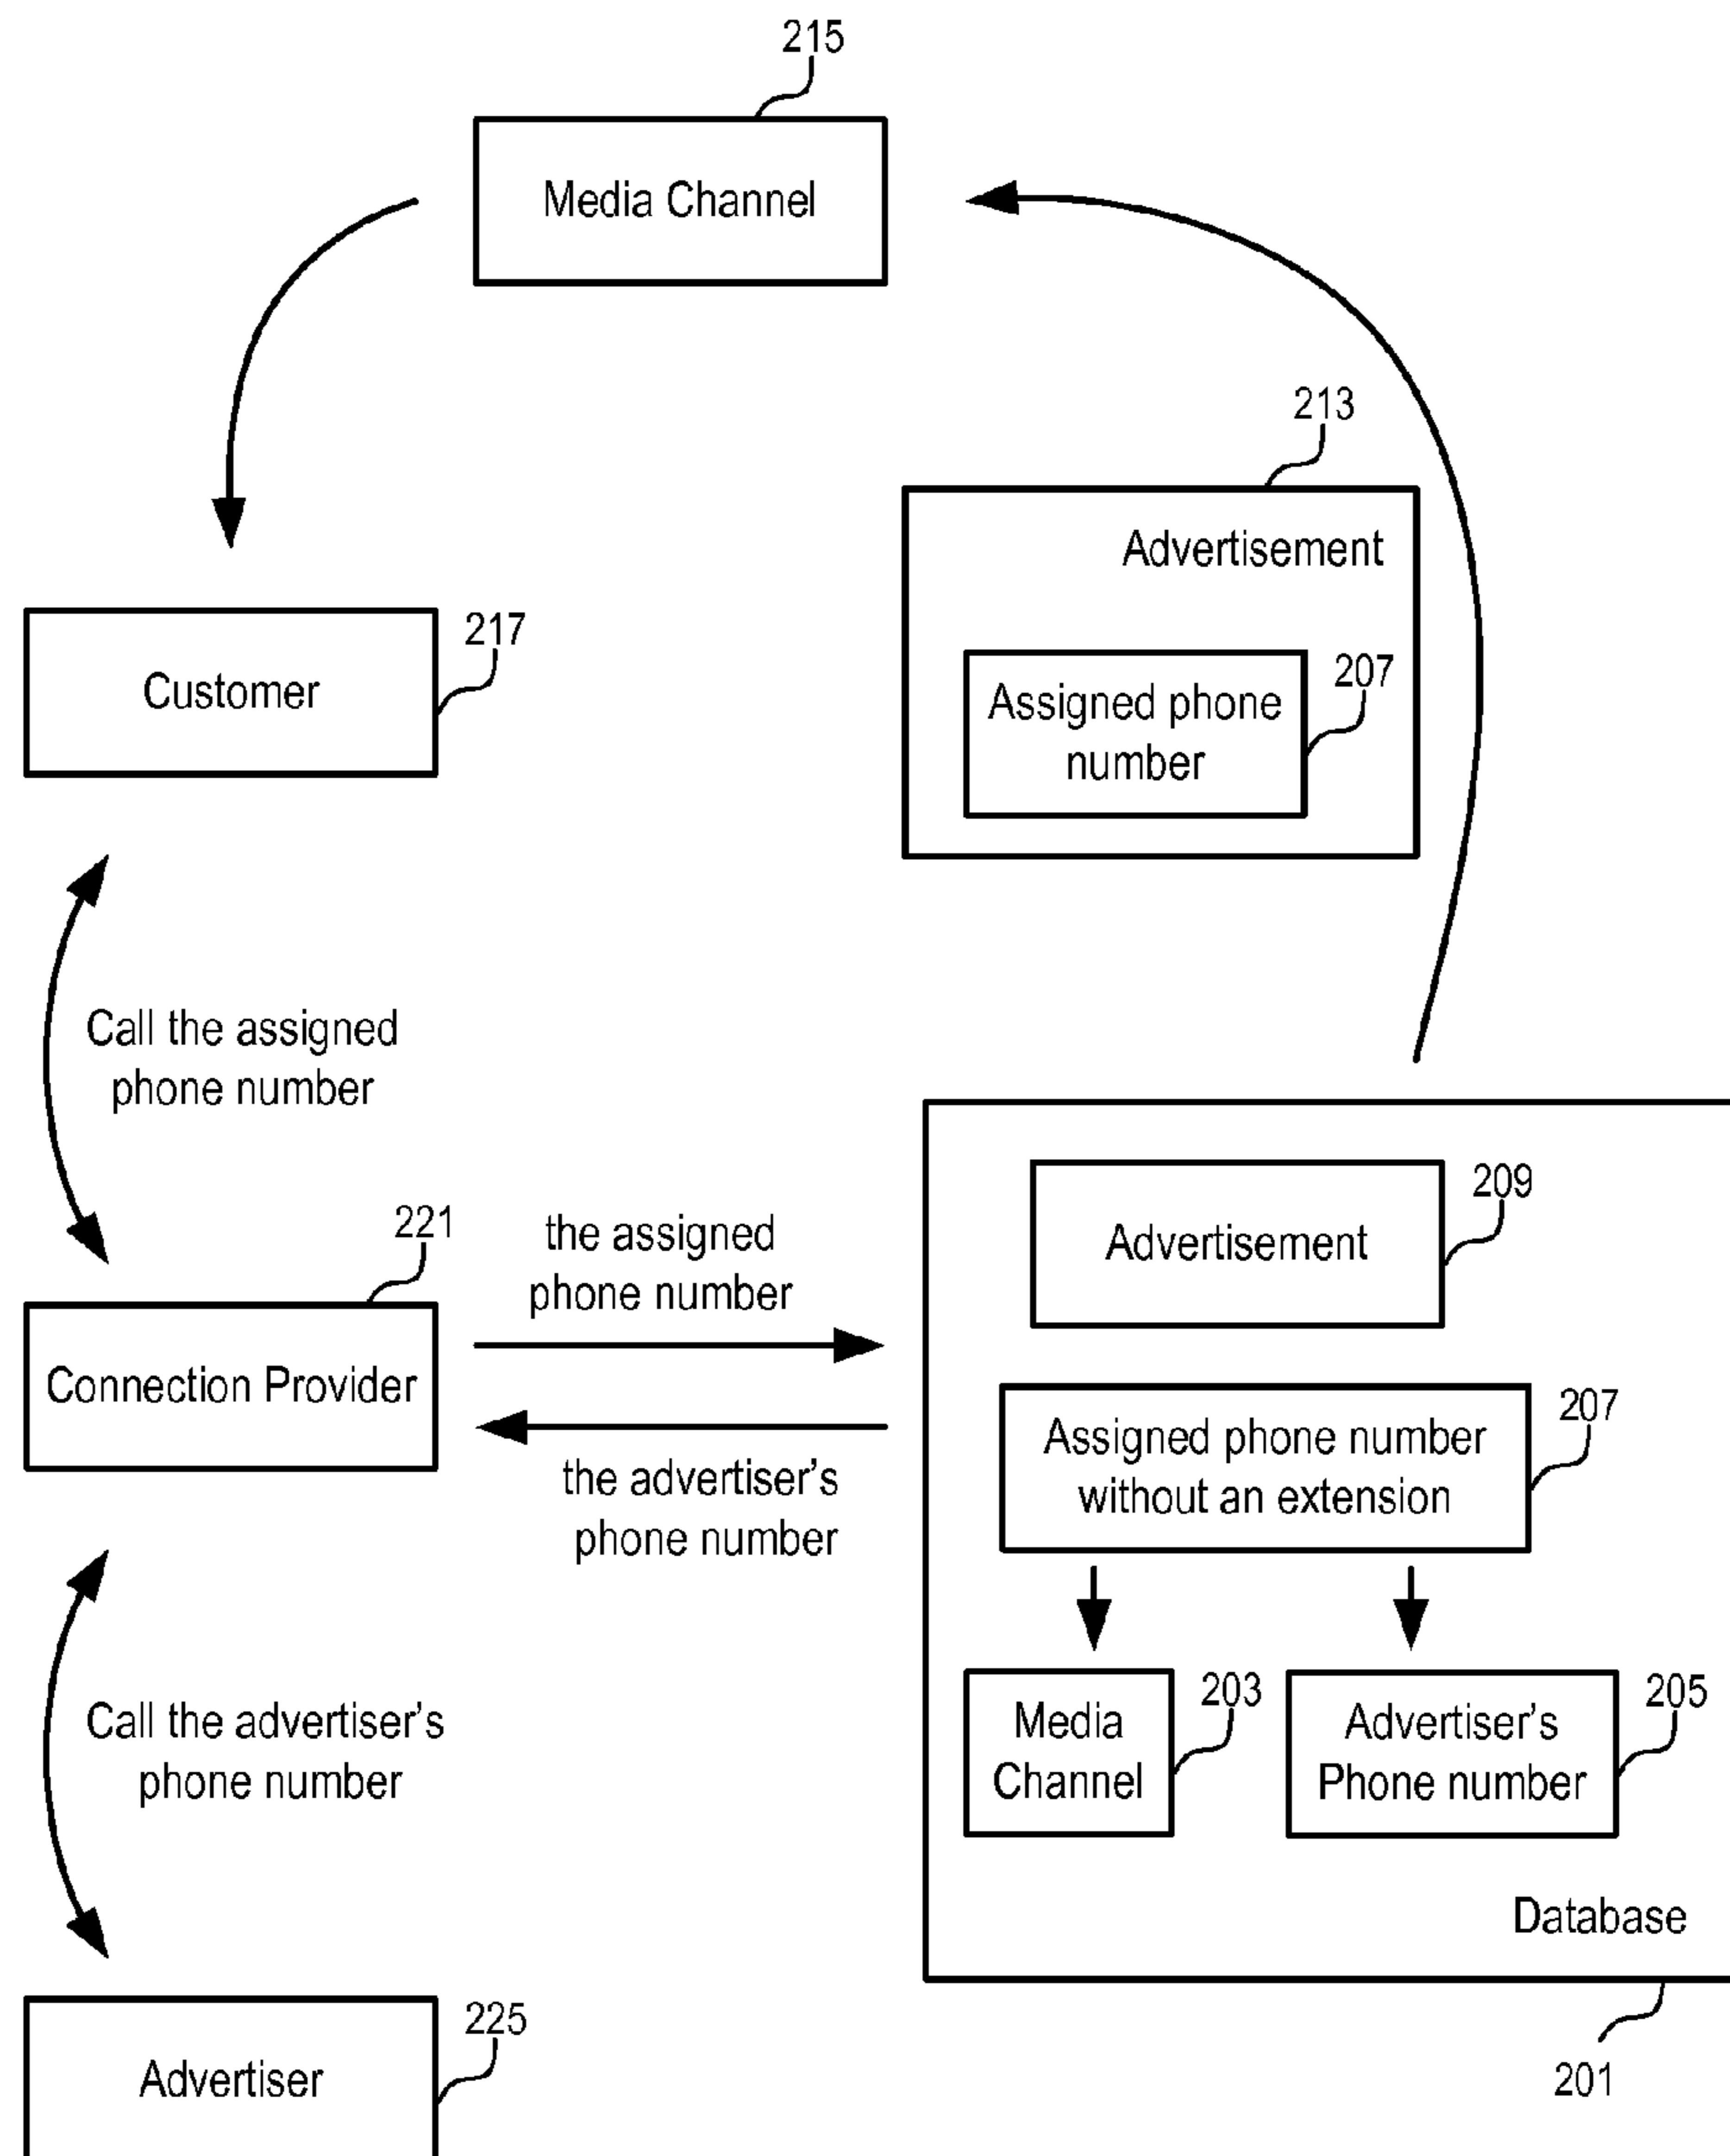 215
Media Channel
213
Advertisement
217
Customer
207
Assigned phone
number
Call the assigned
phone number
221
the assigned
phone number
209
Advertisement
Connection Provider
207
Assigned phone number
without an extension
the advertiser's
phone number
203
Media
Channel
205
Advertiser's
Phone number
Call the advertiser's
phone number
Database
225
Advertiser
201